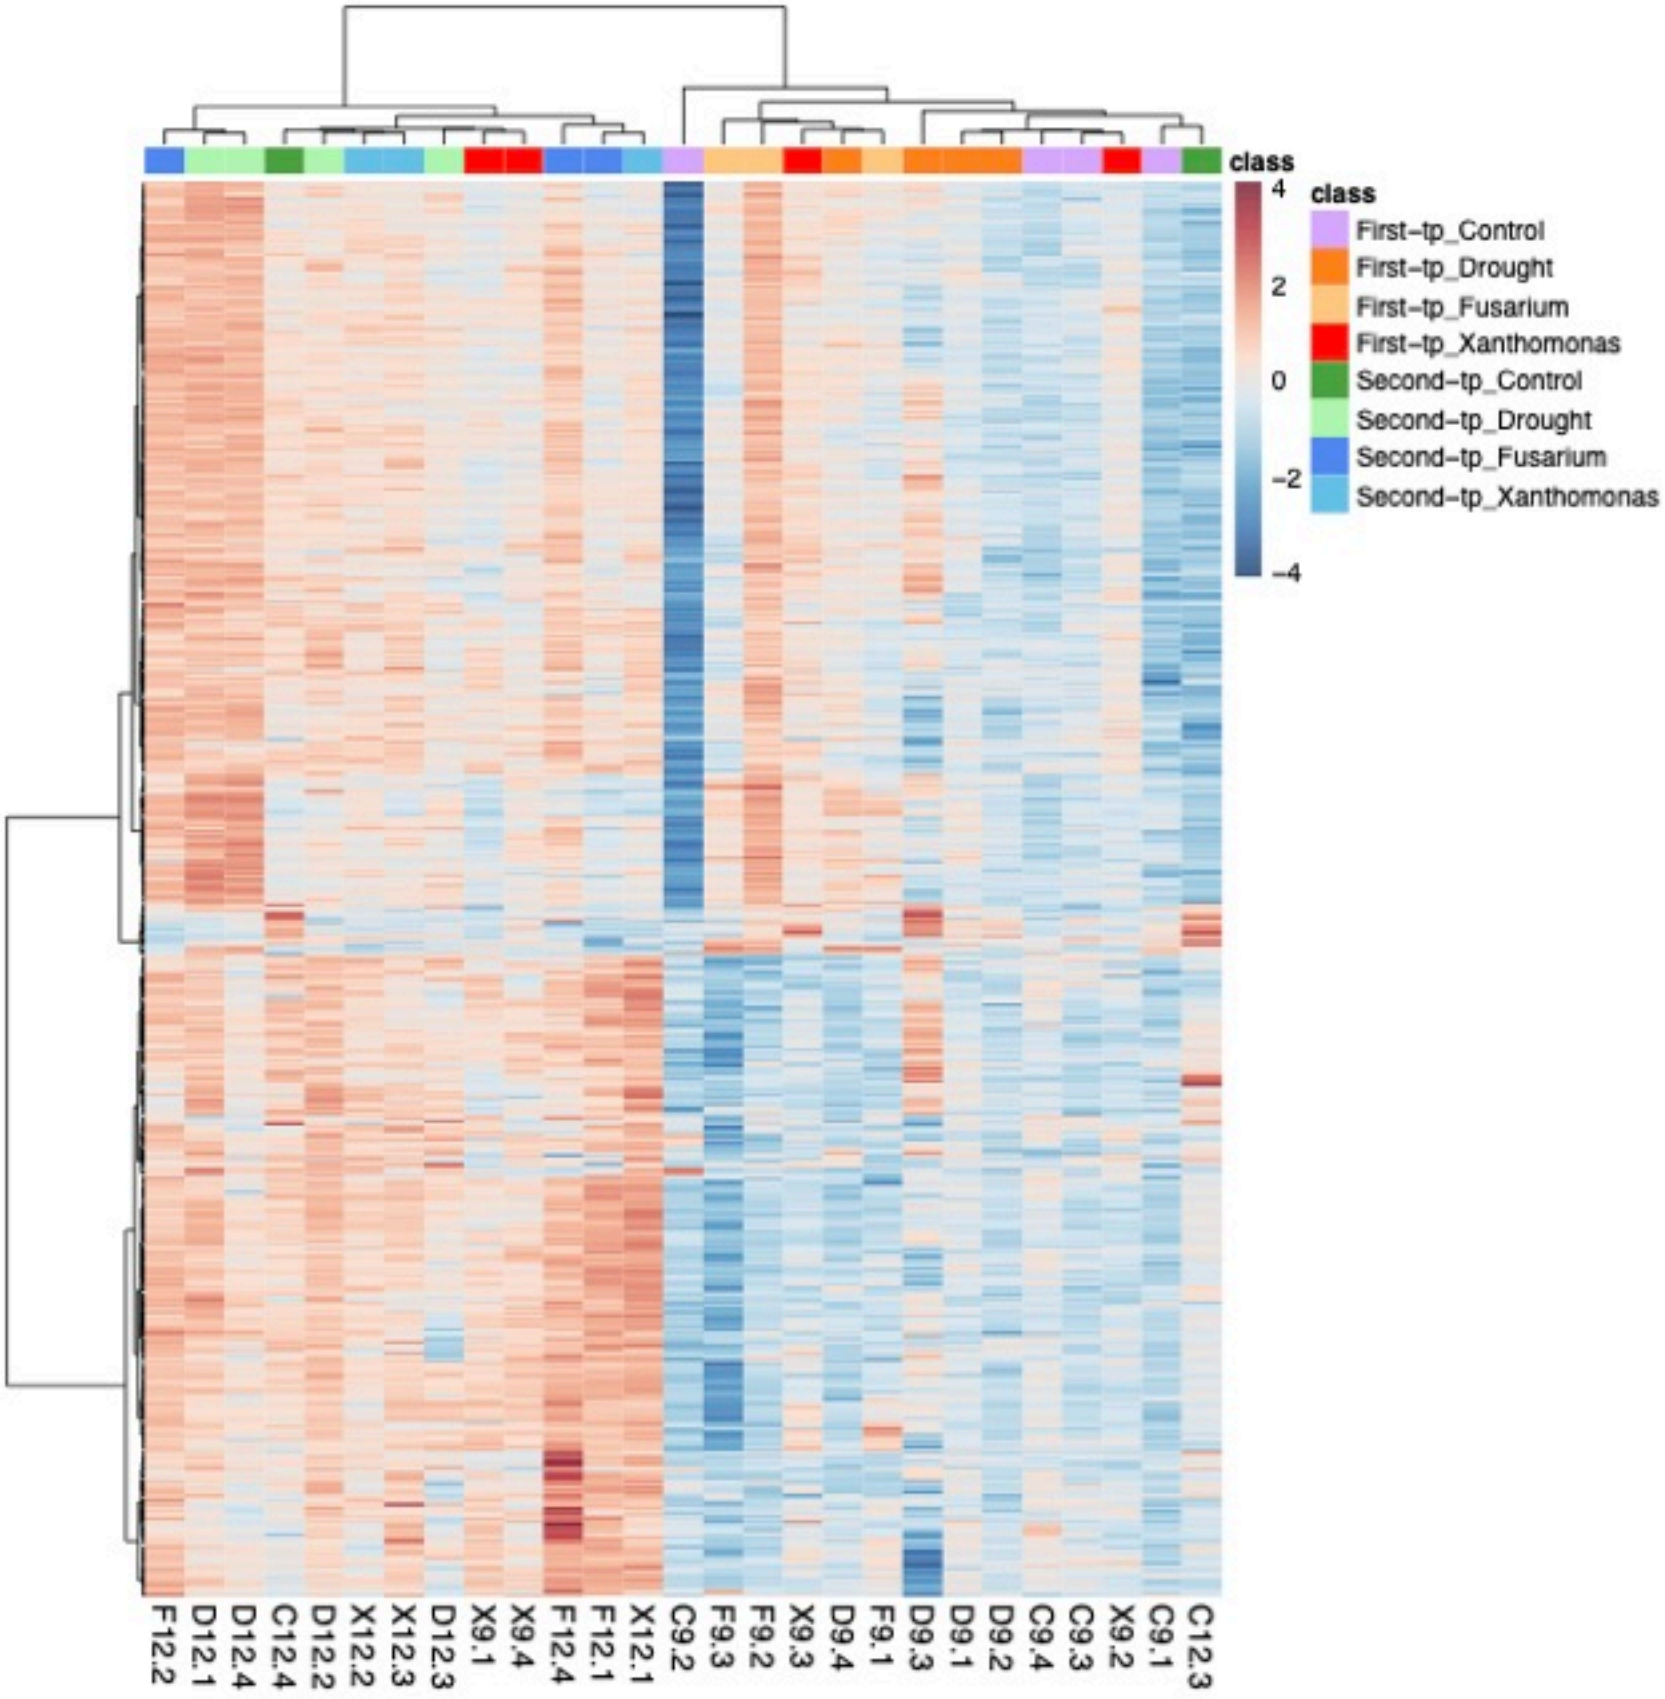 class
4
2
0
−2
−4
class
First−tp_Control
First−tp_Drought
First−tp_Fusarium
First−tp_Xanthomonas
Second−tp_Control
Second−tp_Drought
Second−tp_Fusarium
Second−tp_Xanthomonas
F12.2
D12.1
D12.4
C12.4
D12.2
X12.2
X12.3
D12.3
X9.1
X9.4
F12.4
F12.1
X12.1
C9.2
F9.3
F9.2
X9.3
D9.4
F9.1
D9.3
D9.1
D9.2
C9.4
C9.3
X9.2
C9.1
C12.3